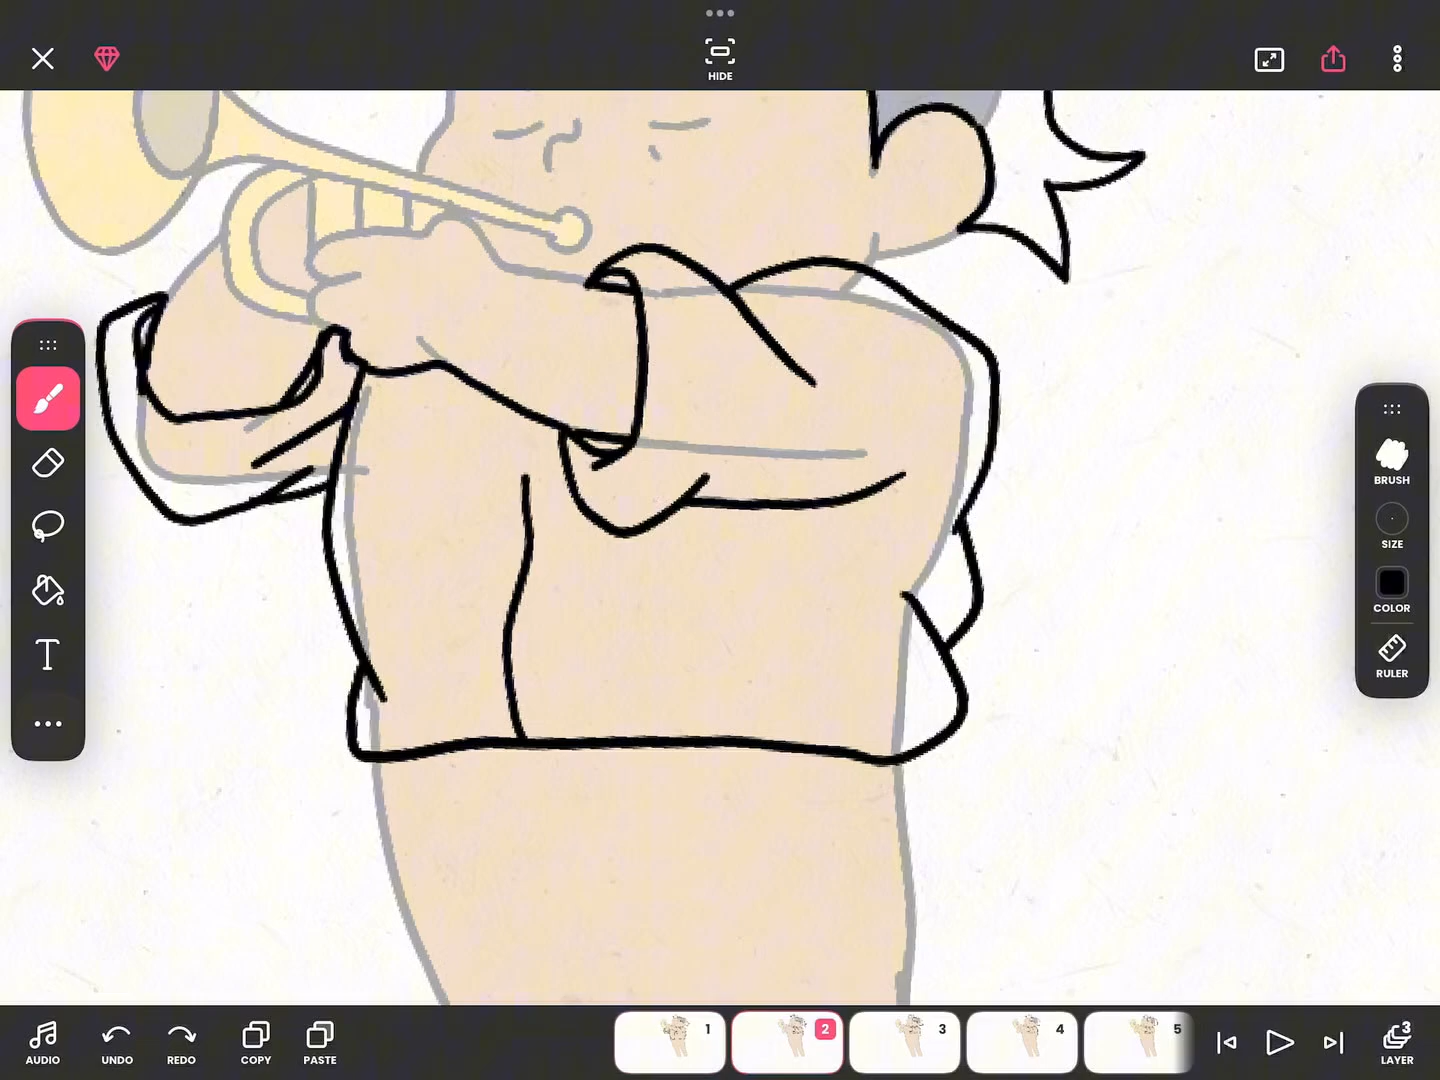 HIDE
BRUSH
SIZE
COLOR
RULER
T
1
2
3
4
5
3
AUDIO
UNDO
REDO
COPY
PASTE
LAYER